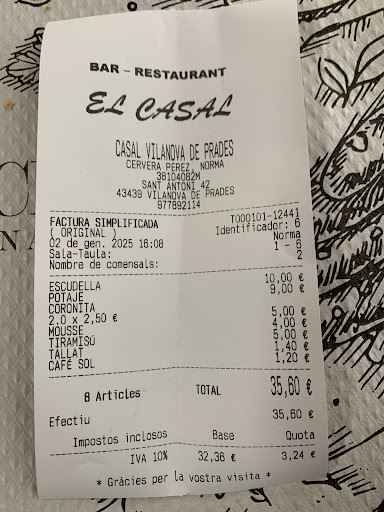 BAR – RESTAURANT
EL CASAL
CASAL VILANOVA DE PRADES
CERVERA PEREZ, NORMA
38104082M
SANT ANTONI 42
43439 VILANOVA DE PRADES
977892114
FACTURA SIMPLIFICADA T000101-12441
( ORIGINAL ) Identificador: 6
02 de gen. 2025 16:08 Norma
Sala-Taula: 1 - 6
Nombre de comensals: 2
ESCUDELLA 10,00 €
POTAJE 9,00 €
CORONITA
2,0 x 2,50 € 5,00 €
MOUSSE 4,00 €
TIRAMISÚ 5,00 €
TALLAT 1,40 €
CAFÉ SOL 1,20 €
8 Articles TOTAL 35,60 €
Efectiu 35,60 €
Impostos inclosos Base Quota
IVA 10% 32,36 € 3,24 €
* Gràcies per la vostra visita *